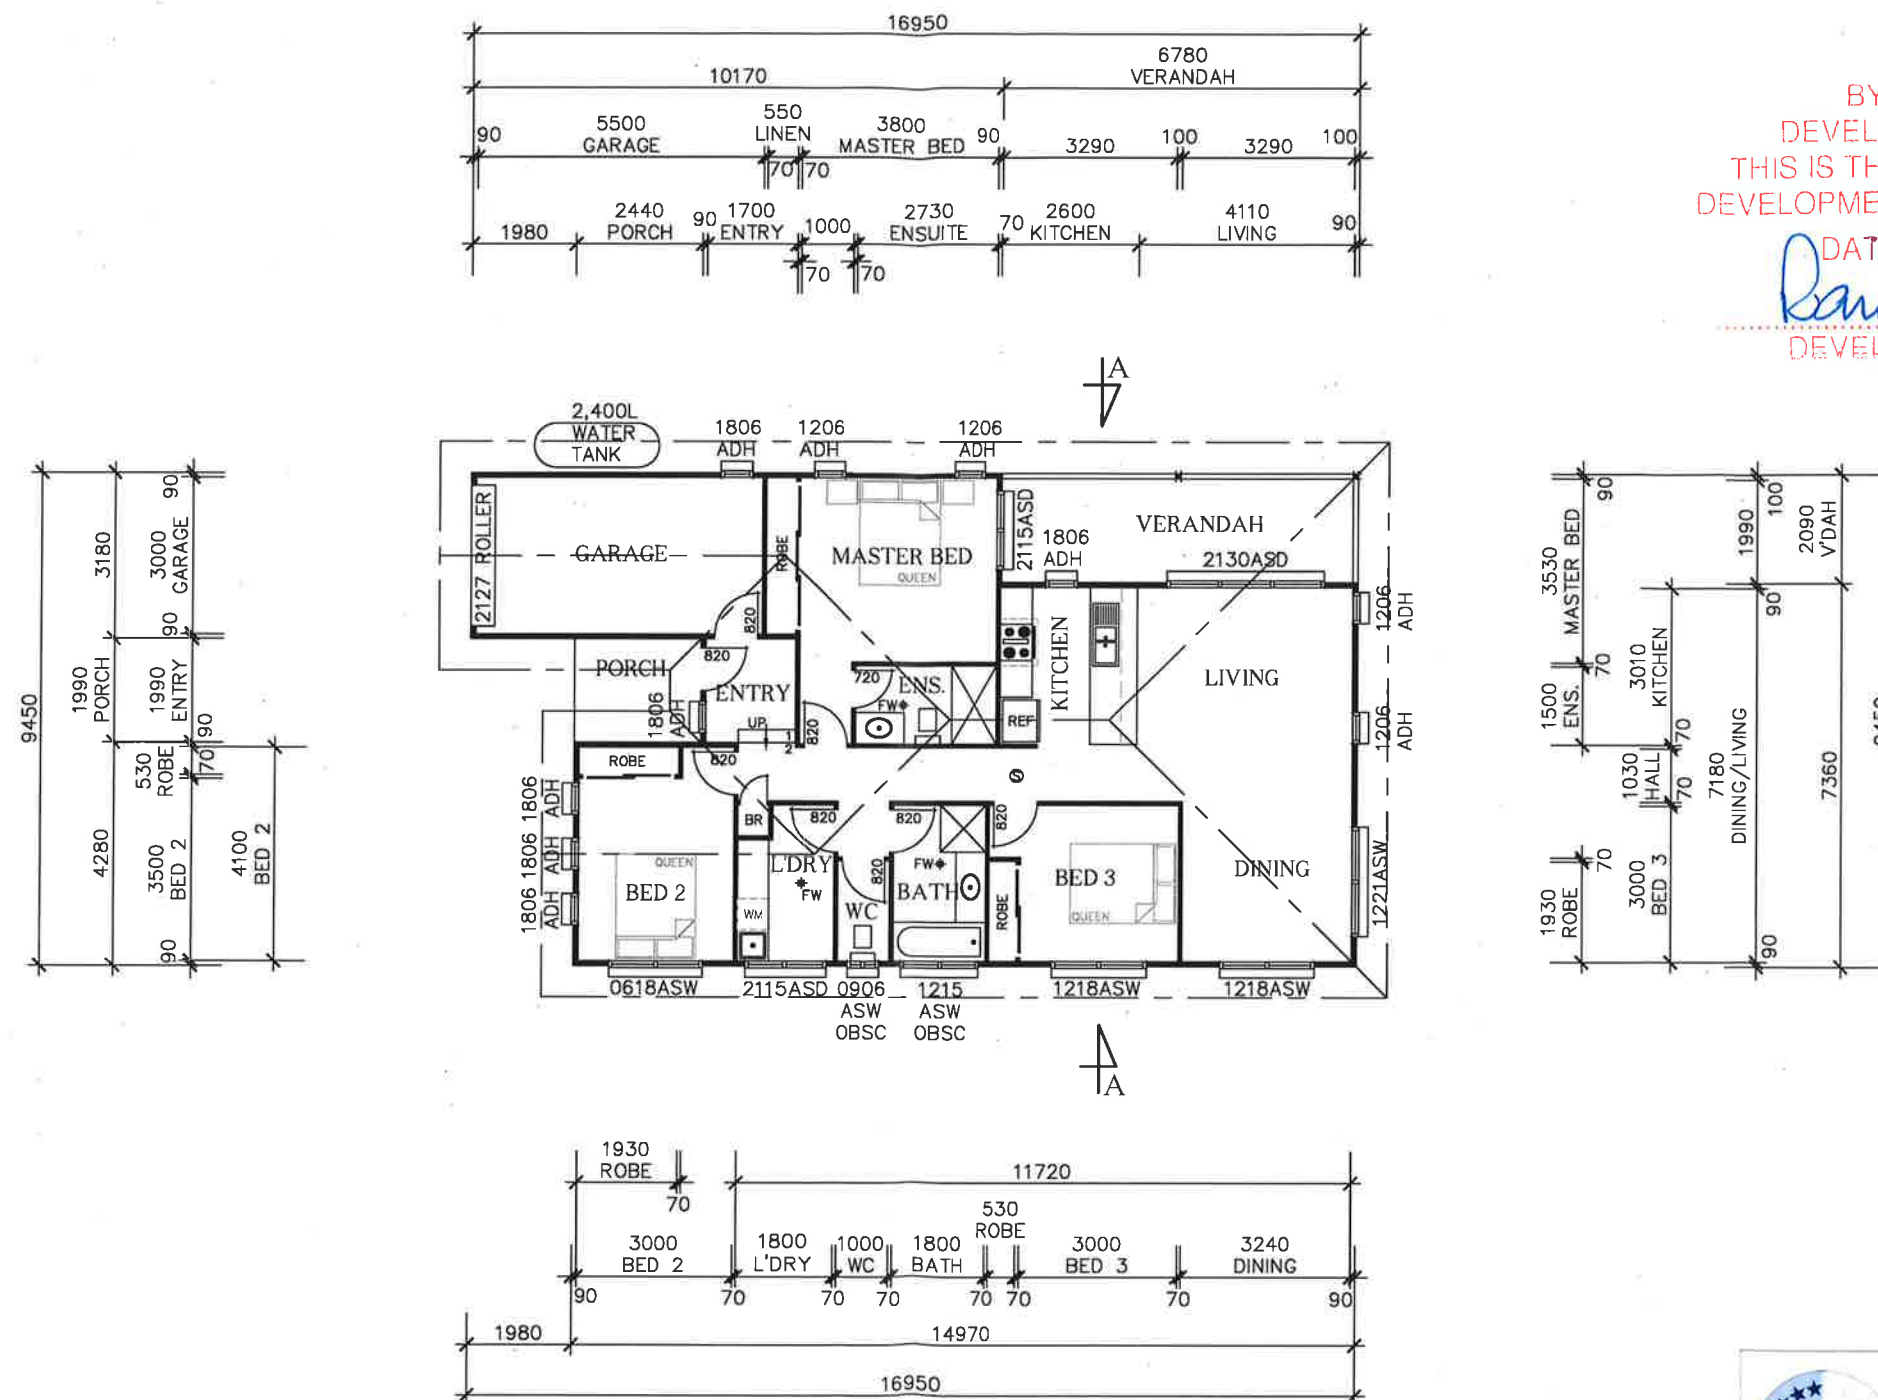 16950
10170
6780
VERANDAH
90
5500
GARAGE
550
LINEN
70
70
3800
MASTER BED
90
3290
100
3290
100
1980
2440
PORCH
90
1700
ENTRY
1000
70
70
2730
ENSUITE
70
2600
KITCHEN
4110
LIVING
90
BY
DEVEL
THIS IS TH
DEVELOPME
DAT
DEVEL
A
2,400L
WATER
TANK
1806
ADH
1206
ADH
1206
ADH
2127 ROLLER
GARAGE
ROBE
MASTER BED
QUEEN
2115ASD
VERANDAH
1806
ADH
2130ASD
1206
ADH
820
820
PORCH
ENTRY
1806
ADH
UP
1
2
820
720
ENS.
FW
KITCHEN
REF
LIVING
1206
ADH
ROBE
820
1806
ADH
1806
ADH
1806
ADH
QUEEN
BED 2
BR
L'DRY
FW
WM
820
820
820
WC
FW
BATH
820
ROBE
BED 3
QUEEN
DINING
1221ASW
0618ASW
2115ASD
0906
ASW
OBSC
1215
ASW
OBSC
1218ASW
1218ASW
A
9450
3180
1990
PORCH
4280
90
3000
GARAGE
90
1990
ENTRY
90
530
ROBE
70
3500
BED 2
90
4100
BED 2
90
3530
MASTER BED
70
1500
ENS.
70
1930
ROBE
3010
KITCHEN
70
1030
HALL
70
3000
BED 3
100
1990
90
7180
DINING/LIVING
90
2090
V'DAH
7360
1930
ROBE
70
11720
530
ROBE
3000
BED 2
1800
L'DRY
1000
WC
1800
BATH
3000
BED 3
3240
DINING
90
70
70
70
70
70
70
90
1980
14970
16950